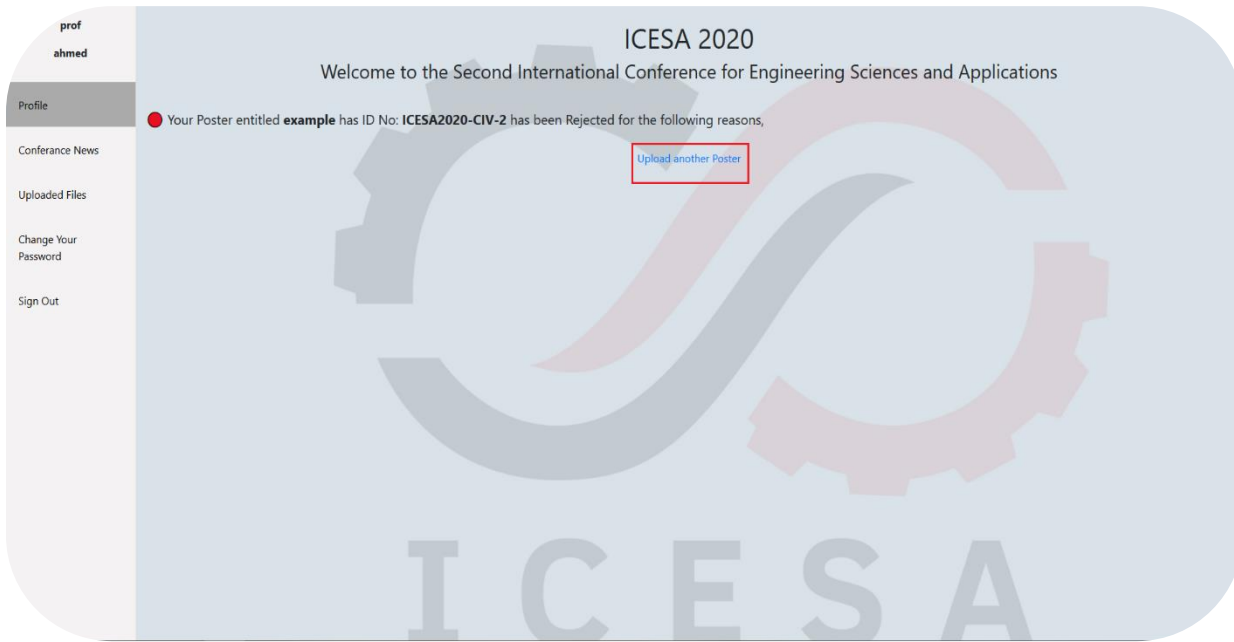 prof
ahmed
Profile
Conferance News
Uploaded Files
Change Your
Password
Sign Out
ICESA 2020
Welcome to the Second International Conference for Engineering Sciences and Applications
Your Poster entitled example has ID No: ICESA2020-CIV-2 has been Rejected for the following reasons,
Upload another Poster
ICESA